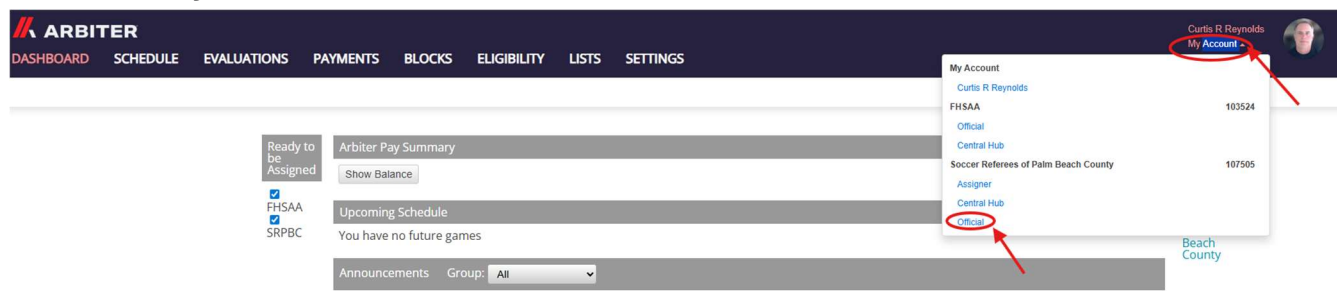 ARBITER
Curtis R Reynolds
My Account
DASHBOARD SCHEDULE EVALUATIONS PAYMENTS BLOCKS ELIGIBILITY LISTS SETTINGS
My Account
Curtis R Reynolds
FHSAA 103524
Official
Central Hub
Soccer Referees of Palm Beach County 107505
Assigner
Central Hub
Official
Ready to
be
Assigned
FHSAA
SRPBC
Arbiter Pay Summary
Show Balance
Upcoming Schedule
You have no future games
Announcements Group: All
Beach
County